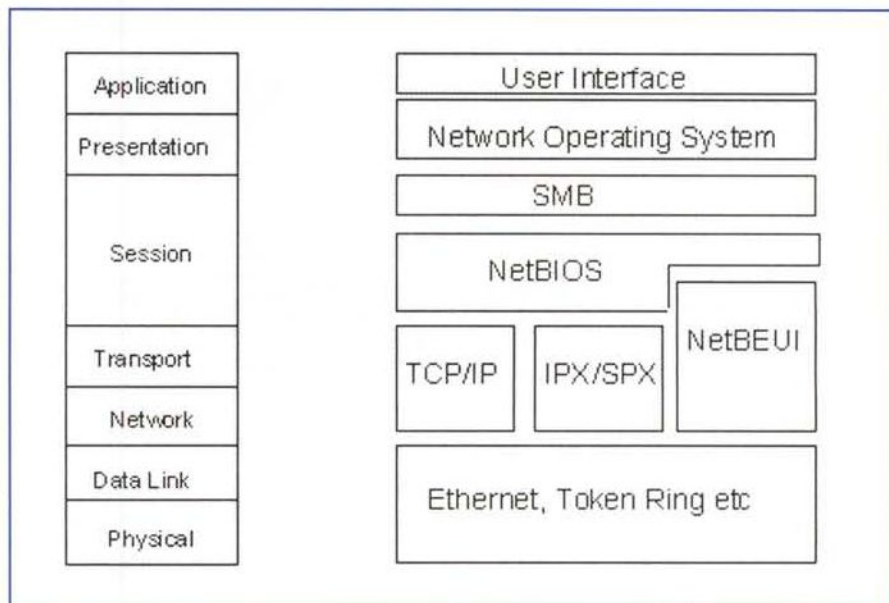 Application
Presentation
Session
Transport
Network
Data Link
Physical
User Interface
Network Operating System
SMB
NetBIOS
NetBEUI
TCP/IP
IPX/SPX
Ethernet, Token Ring etc